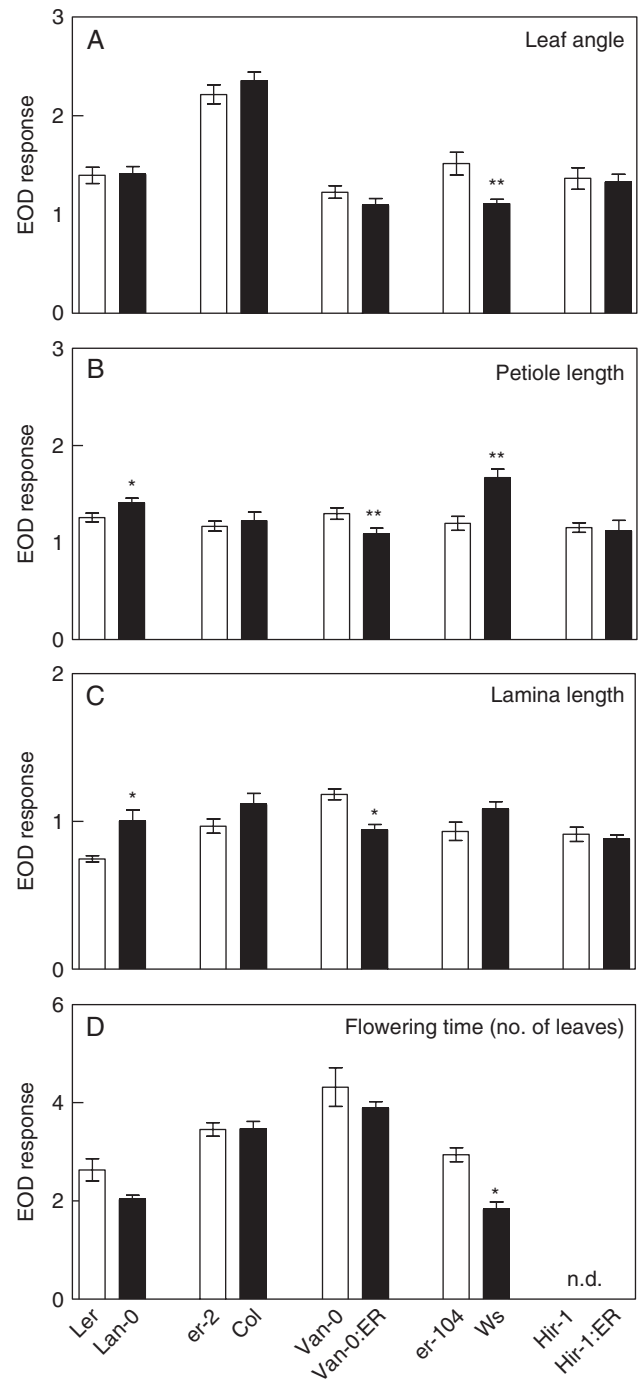 A
Leaf angle
EOD response
3
2
1
0
**
B
Petiole length
EOD response
3
2
1
0
*
**
**
C
Lamina length
EOD response
2
1
0
*
*
D
Flowering time (no. of leaves)
EOD response
6
4
2
0
*
n.d.
Ler
Lan-0
er-2
Col
Van-0
Van-0:ER
er-104
Ws
Hir-1
Hir-1:ER